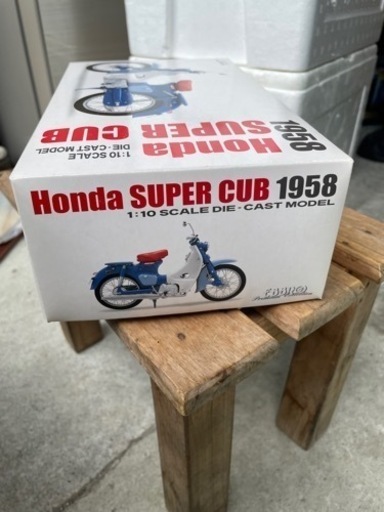 1958
Honda
SUPER CUB
1:10 SCALE
DIE-CAST MODEL
Honda SUPER CUB 1958
1:10 SCALE DIE-CAST MODEL